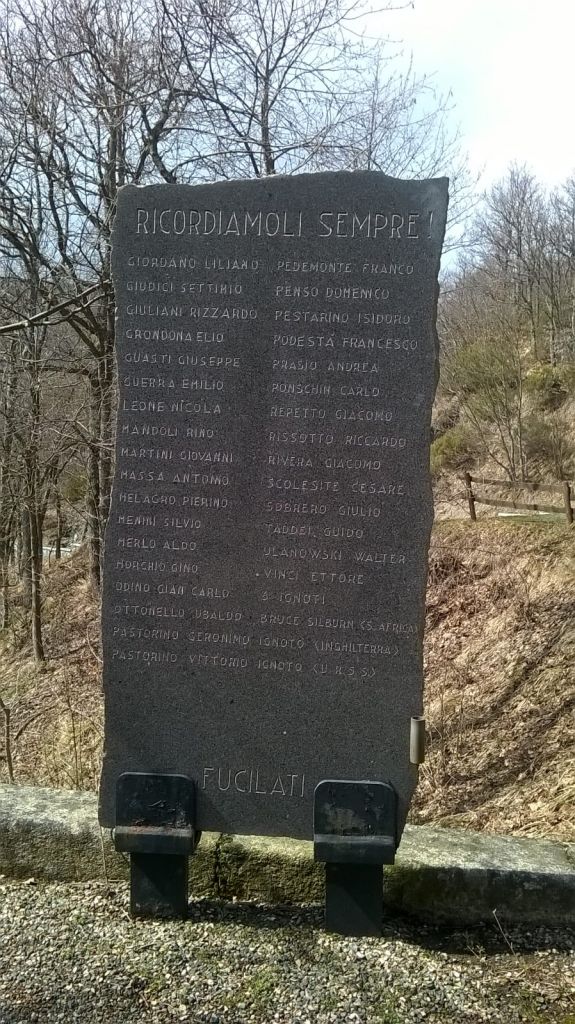 RICORDIAMOLI SEMPRE!
GIORDANO LILIANO PEDEMONTE FRANCO
GIUDICI SETTIMIO PENSO DOMENICO
GIULIANI RIZZARDO PESTARINO ISIDORO
GRONDONA ELIO PODESTÁ FRANCESCO
GUASTI GIUSEPPE PRASIO ANDREA
GUERRA EMILIO PONSCHIN CARLO
LEONE NICOLA REPETTO GIACOMO
MANDOLI RINO RISSOTTO RICCARDO
MARTINI GIOVANNI RIVERA GIACOMO
MASSA ANTONIO SCOLESITE CESARE
MELAGRO PIERINO SOBRERO GIULIO
MENINI SILVIO TADDEI GUIDO
MERLO ALDO ULANOWSKI WALTER
MORCHIO GINO VINCI ETTORE
ODINO GIAN CARLO IGNOTI
OTTONELLO UBALDO BRUCE SILBURN (S. AFRICA)
PASTORINO GERONIMO IGNOTO (INGHILTERRA)
PASTORINO VITTORIO IGNOTO (U.R.S.S)
FUCILATI